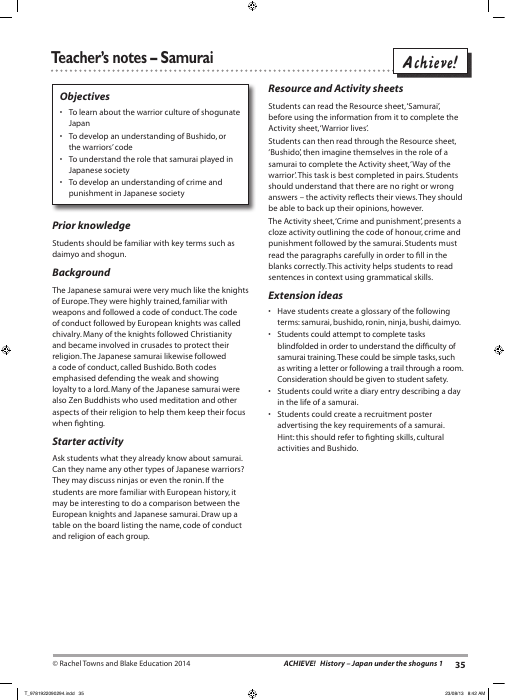 Teacher's notes – Samurai
Achieve!
Objectives
• To learn about the warrior culture of shogunate
Japan
• To develop an understanding of Bushido, or
the warriors' code
• To understand the role that samurai played in
Japanese society
• To develop an understanding of crime and
punishment in Japanese society
Prior knowledge
Students should be familiar with key terms such as
daimyo and shogun.
Background
The Japanese samurai were very much like the knights
of Europe. They were highly trained, familiar with
weapons and followed a code of conduct. The code
of conduct followed by European knights was called
chivalry. Many of the knights followed Christianity
and became involved in crusades to protect their
religion. The Japanese samurai likewise followed
a code of conduct, called Bushido. Both codes
emphasised defending the weak and showing
loyalty to a lord. Many of the Japanese samurai were
also Zen Buddhists who used meditation and other
aspects of their religion to help them keep their focus
when fighting.
Starter activity
Ask students what they already know about samurai.
Can they name any other types of Japanese warriors?
They may discuss ninjas or even the ronin. If the
students are more familiar with European history, it
may be interesting to do a comparison between the
European knights and Japanese samurai. Draw up a
table on the board listing the name, code of conduct
and religion of each group.
Resource and Activity sheets
Students can read the Resource sheet, 'Samurai',
before using the information from it to complete the
Activity sheet, 'Warrior lives'.
Students can then read through the Resource sheet,
'Bushido', then imagine themselves in the role of a
samurai to complete the Activity sheet, 'Way of the
warrior'. This task is best completed in pairs. Students
should understand that there are no right or wrong
answers – the activity reflects their views. They should
be able to back up their opinions, however.
The Activity sheet, 'Crime and punishment', presents a
cloze activity outlining the code of honour, crime and
punishment followed by the samurai. Students must
read the paragraphs carefully in order to fill in the
blanks correctly. This activity helps students to read
sentences in context using grammatical skills.
Extension ideas
• Have students create a glossary of the following
terms: samurai, bushido, ronin, ninja, bushi, daimyo.
• Students could attempt to complete tasks
blindfolded in order to understand the difficulty of
samurai training. These could be simple tasks, such
as writing a letter or following a trail through a room.
Consideration should be given to student safety.
• Students could write a diary entry describing a day
in the life of a samurai.
• Students could create a recruitment poster
advertising the key requirements of a samurai.
Hint: this should refer to fighting skills, cultural
activities and Bushido.
© Rachel Towns and Blake Education 2014
ACHIEVE! History – Japan under the shoguns 1 35
T_9781922090294.indd 35
23/08/13 8:42 AM